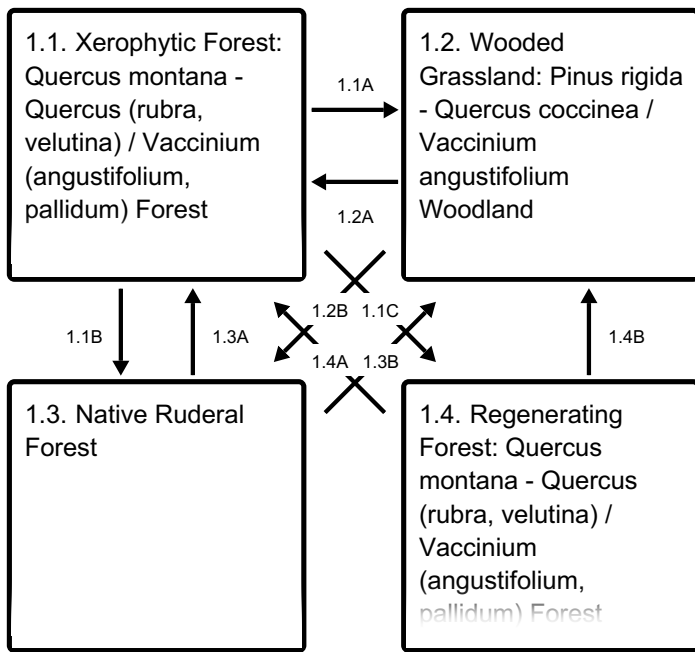 1.1. Xerophytic Forest:
Quercus montana -
Quercus (rubra,
velutina) / Vaccinium
(angustifolium,
pallidum) Forest
1.1A
1.2. Wooded
Grassland: Pinus rigida
- Quercus coccinea /
Vaccinium
angustifolium
Woodland
1.2A
1.1B
1.3A
1.2B
1.1C
1.4A
1.3B
1.4B
1.3. Native Ruderal
Forest
1.4. Regenerating
Forest: Quercus
montana - Quercus
(rubra, velutina) /
Vaccinium
(angustifolium,
pallidum) Forest